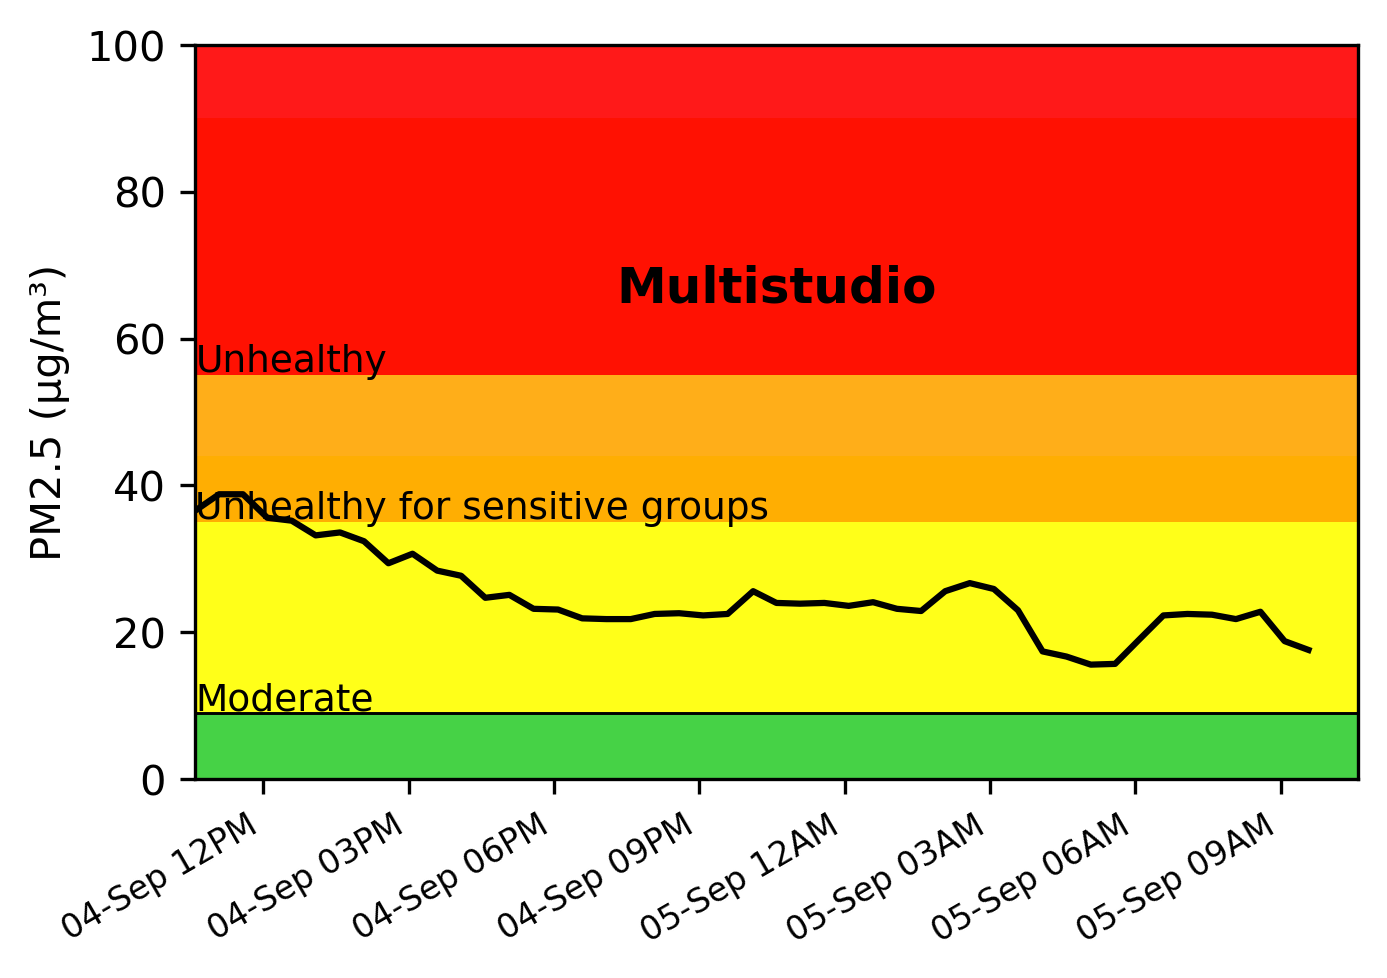 100
80
60
40
20
0
PM2.5 (µg/m³)
Multistudio
Unhealthy
Unhealthy for sensitive groups
Moderate
04-Sep 12PM
04-Sep 03PM
04-Sep 06PM
04-Sep 09PM
05-Sep 12AM
05-Sep 03AM
05-Sep 06AM
05-Sep 09AM